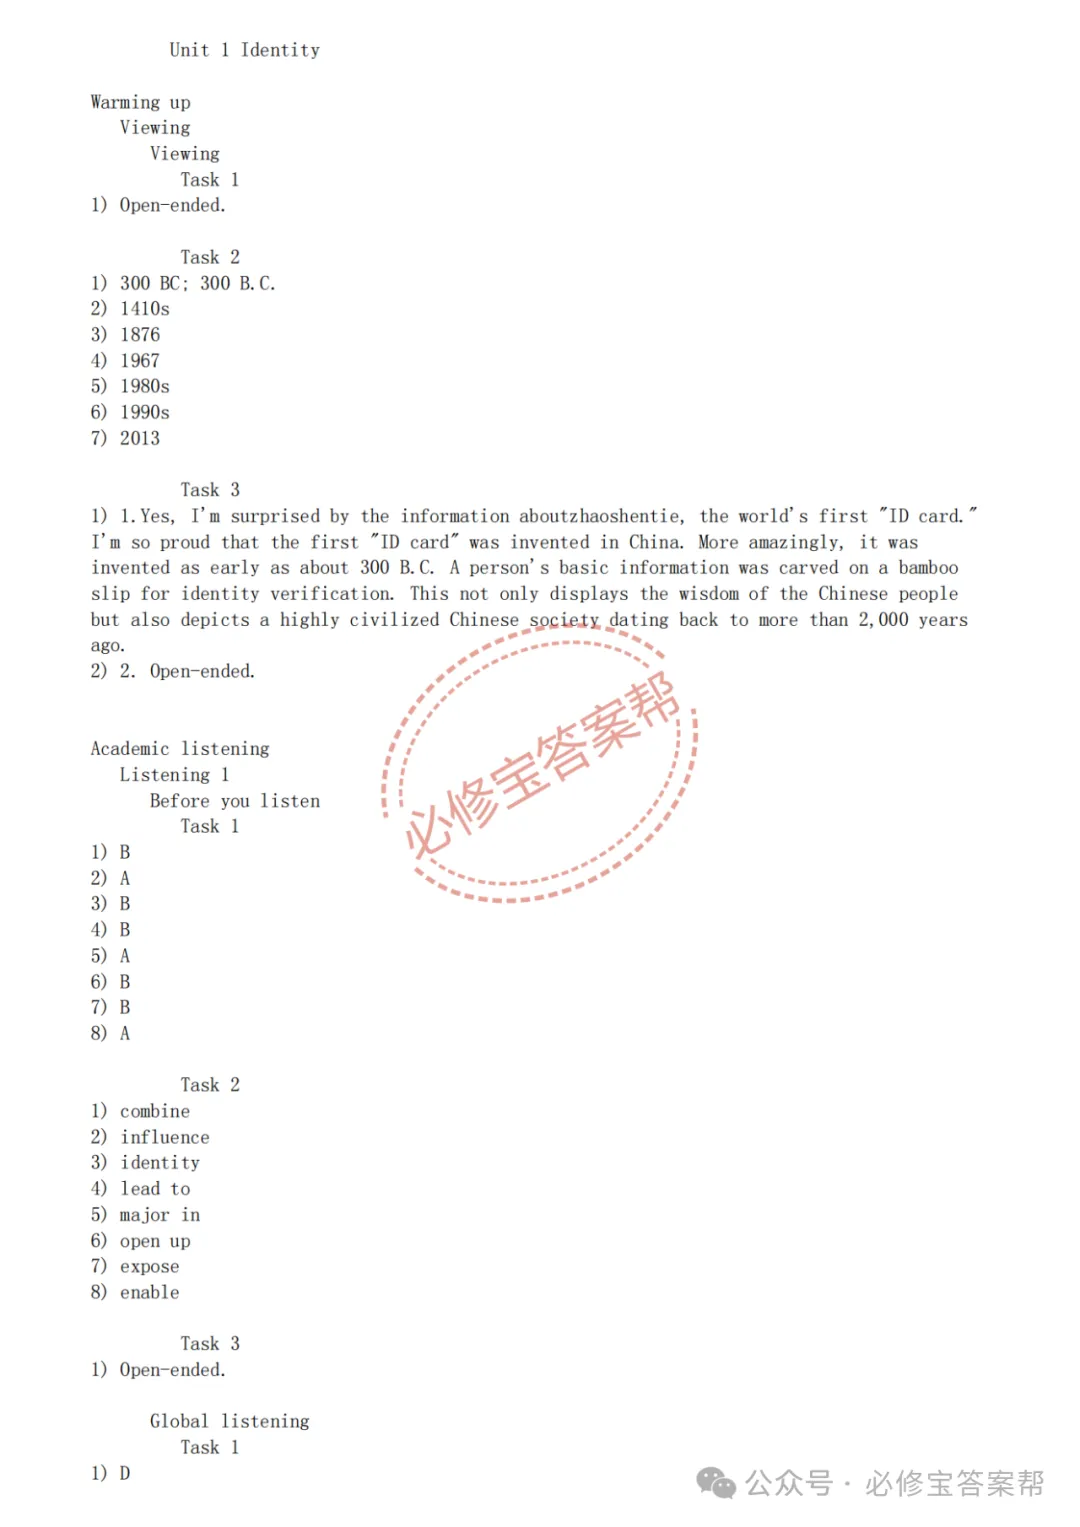 Unit 1 Identity
Warming up
Viewing
Viewing
Task 1
1) Open-ended.
Task 2
1) 300 BC; 300 B.C.
2) 1410s
3) 1876
4) 1967
5) 1980s
6) 1990s
7) 2013
Task 3
1) 1.Yes, I'm surprised by the information aboutzhaoshentie, the world's first "ID card."
I'm so proud that the first "ID card" was invented in China. More amazingly, it was
invented as early as about 300 B.C. A person's basic information was carved on a bamboo
slip for identity verification. This not only displays the wisdom of the Chinese people
but also depicts a highly civilized Chinese society dating back to more than 2,000 years
ago.
2) 2. Open-ended.
Academic listening
Listening 1
Before you listen
Task 1
1) B
2) A
3) B
4) B
5) A
6) B
7) B
8) A
Task 2
1) combine
2) influence
3) identity
4) lead to
5) major in
6) open up
7) expose
8) enable
Task 3
1) Open-ended.
Global listening
Task 1
1) D
必修宝答案帮
公众号·必修宝答案帮